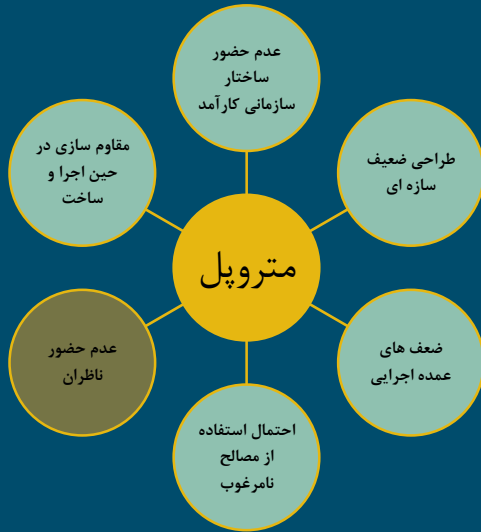 عدم حضور
ساختار
سازمانی کارآمد
طراحی ضعیف
سازه ای
ضعف های
عمده اجرایی
احتمال استفاده
از مصالح
نامرغوب
عدم حضور
ناظران
مقاوم سازی در
حین اجرا و
ساخت
متروپل